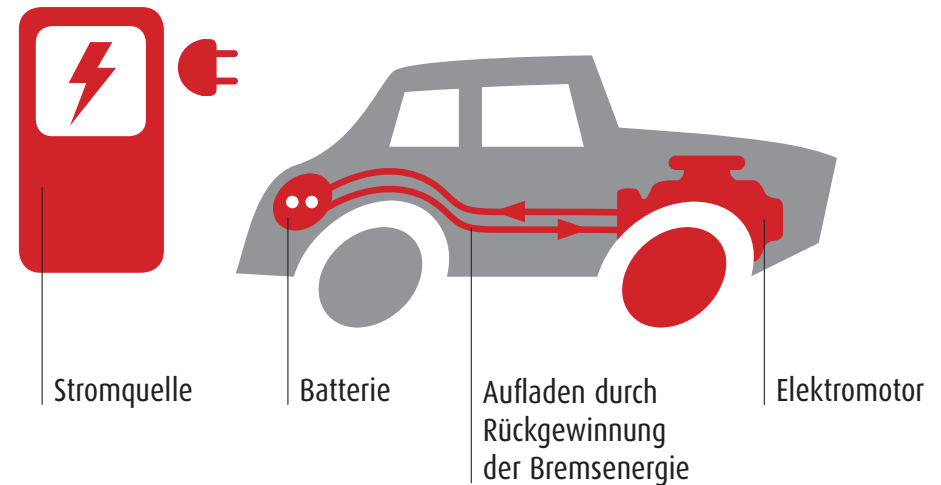 Stromquelle
Batterie
Aufladen durch
Rückgewinnung
der Bremsenergie
Elektromotor